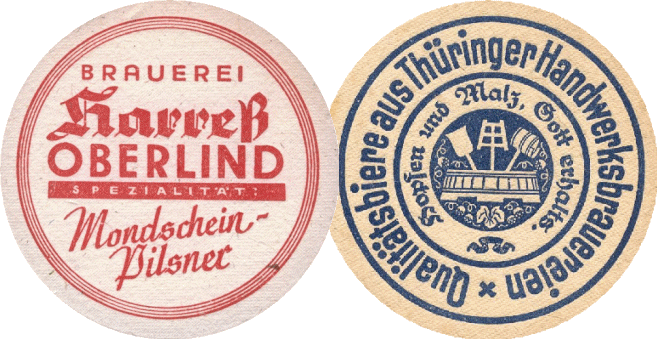 BRAUEREI
Karreß
OBERLIND
SPEZIALITÄT:
Mondschein-
Pilsner
Qualitätsbiere aus Thüringer Handwerksbrauereien ×
Hopfen und Malz, Gott erhalts.